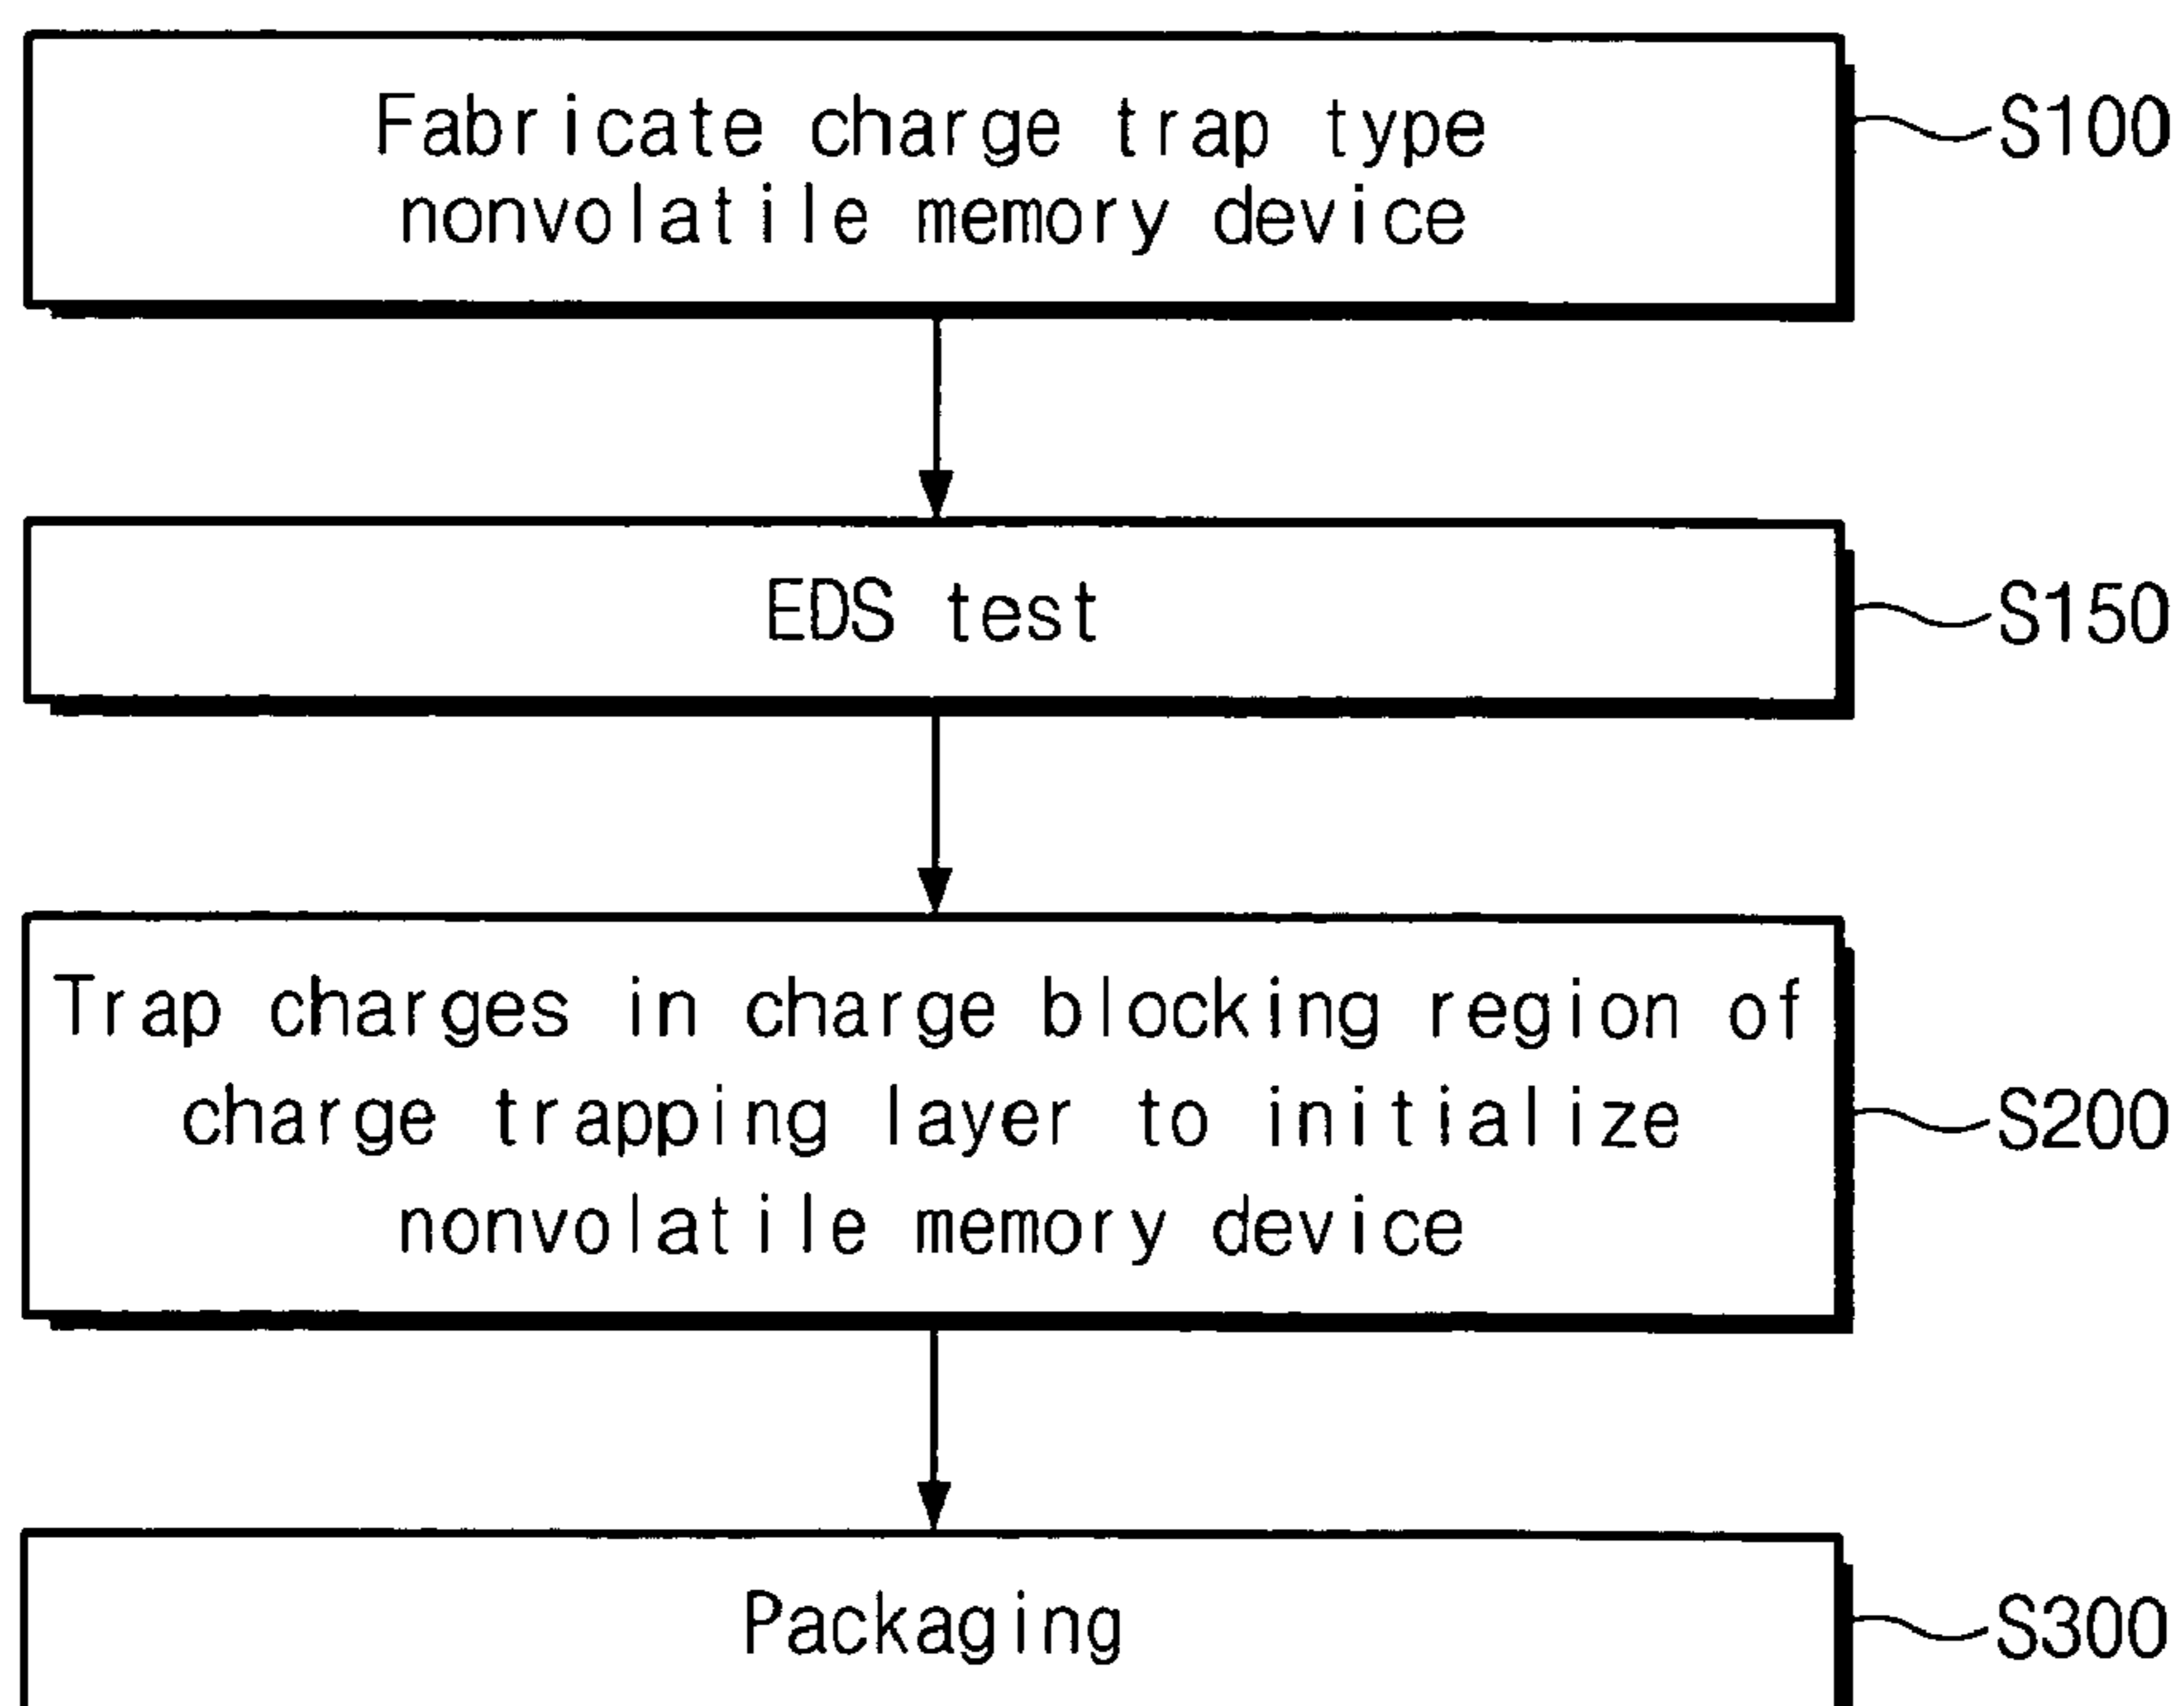 Fabricate charge trap type
nonvolatile memory device
S100
EDS test
S150
Trap charges in charge blocking region of
charge trapping layer to initialize
nonvolatile memory device
S200
Packaging
S300